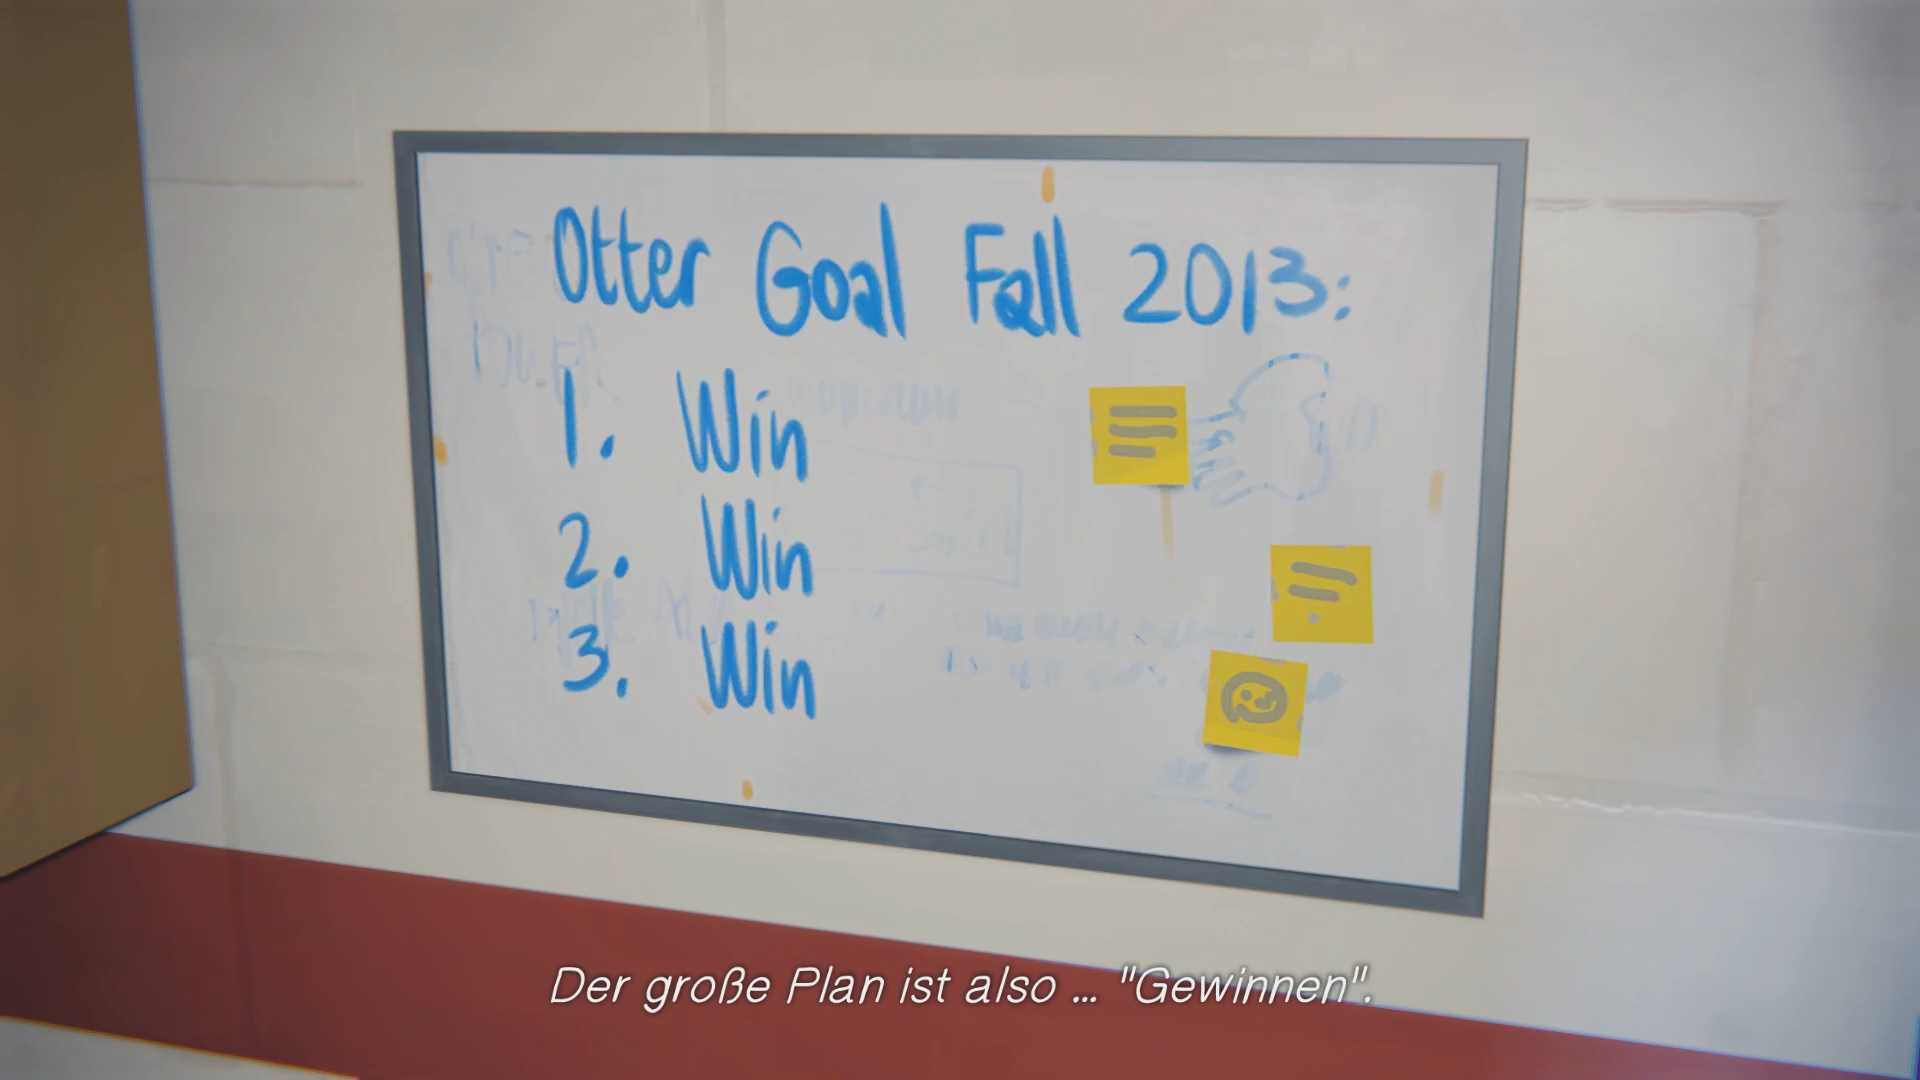 Otter Goal Fall 2013:
1. Win
2. Win
3. Win
Der große Plan ist also ... "Gewinnen".